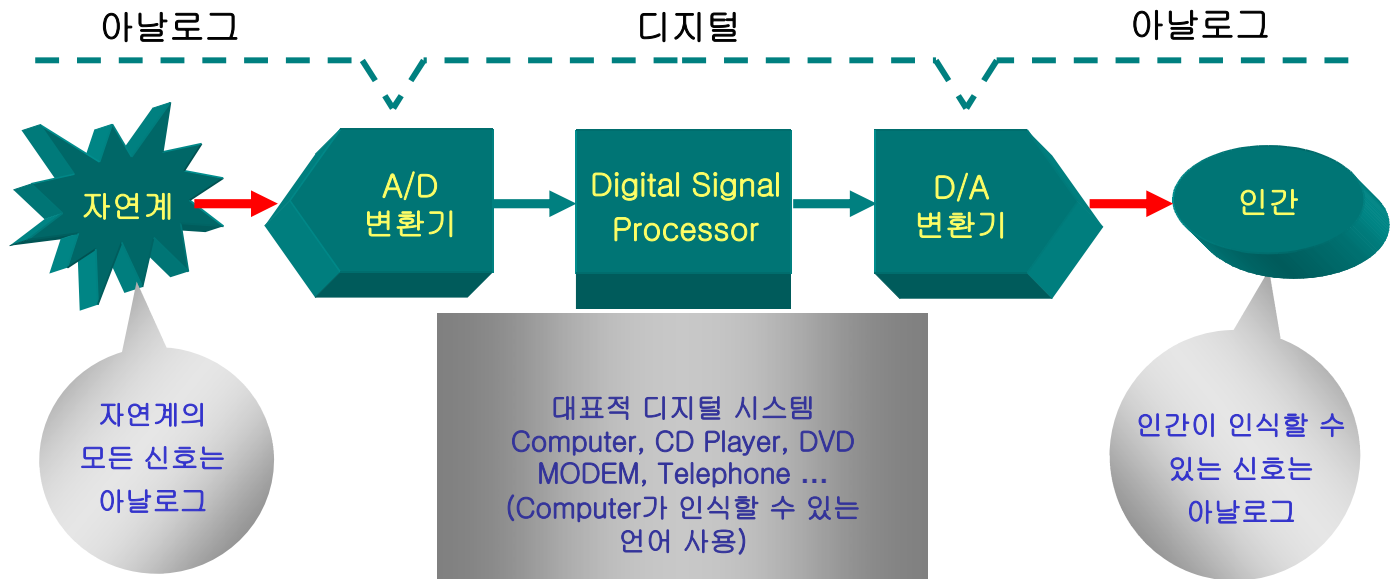 아날로그
디지털
아날로그
자연계
A/D
변환기
Digital Signal
Processor
D/A
변환기
인간
자연계의
모든 신호는
아날로그
대표적 디지털 시스템
Computer, CD Player, DVD
MODEM, Telephone ...
(Computer가 인식할 수 있는
언어 사용)
인간이 인식할 수
있는 신호는
아날로그